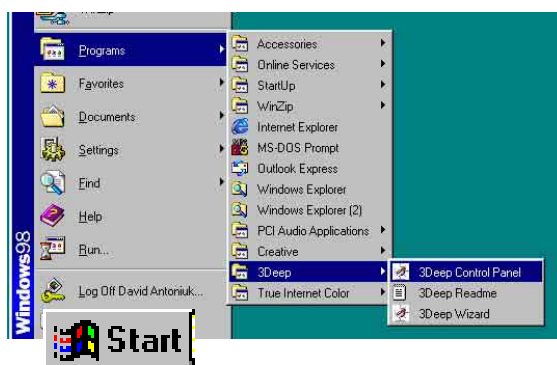 WinZip
Programs
Favorites
Documents
Settings
Find
Help
Run...
Log Off David Antoniuk...
Windows98
Start
Accessories
Online Services
StartUp
WinZip
Internet Explorer
MS-DOS Prompt
Outlook Express
Windows Explorer
Windows Explorer (2)
PCI Audio Applications
Creative
3Deep
True Internet Color
3Deep Control Panel
3Deep Readme
3Deep Wizard